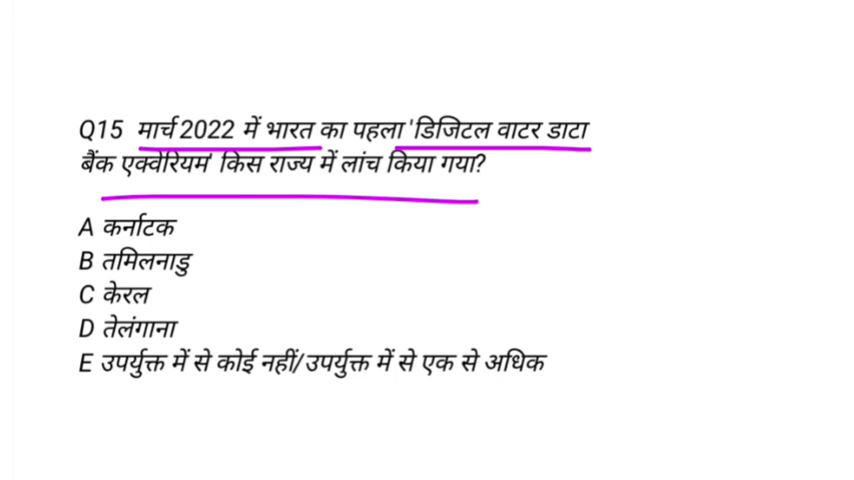 Q15 मार्च 2022 में भारत का पहला 'डिजिटल वाटर डाटा
बैंक एक्वेरियम' किस राज्य में लांच किया गया?
A कर्नाटक
B तमिलनाडु
C केरल
D तेलंगाना
E उपर्युक्त में से कोई नहीं/उपर्युक्त में से एक से अधिक